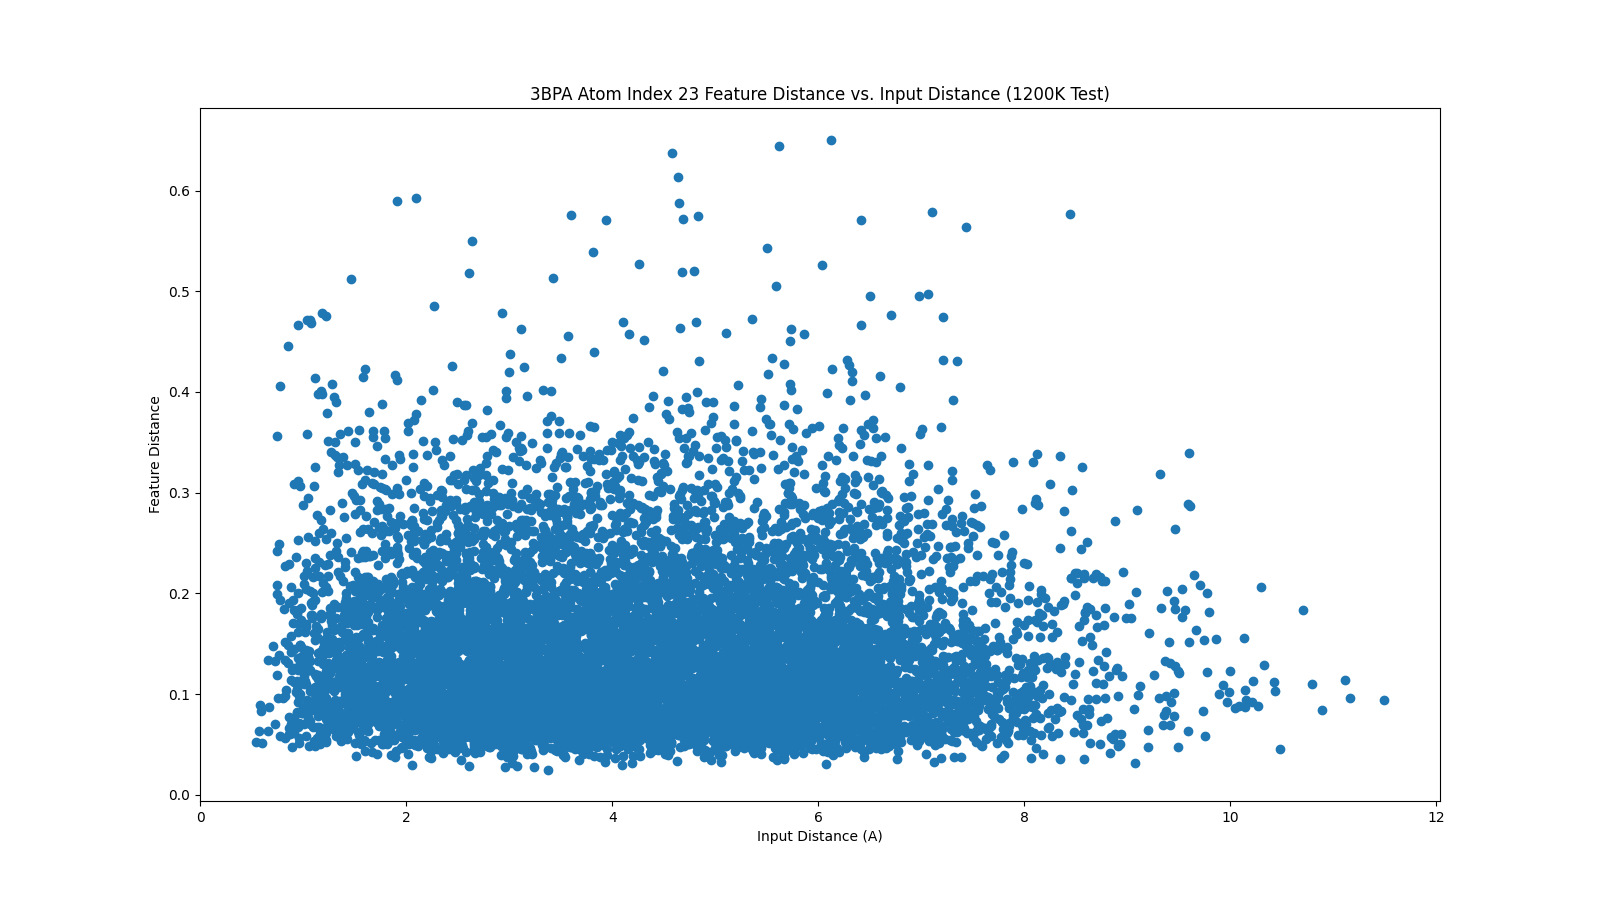 3BPA Atom Index 23 Feature Distance vs. Input Distance (1200K Test)
0.6
0.5
0.4
0.3
0.2
0.1
0.0
Feature Distance
0 2 4 6 8 10 12
Input Distance (A)